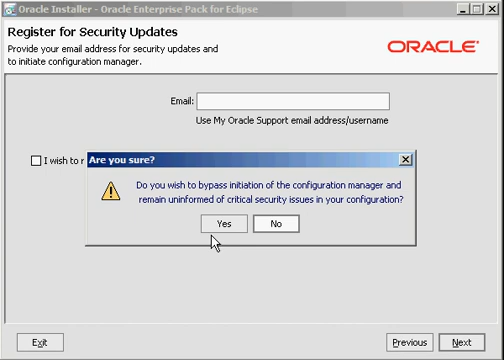 Oracle Installer - Oracle Enterprise Pack for Eclipse
Register for Security Updates
Provide your email address for security updates and
to initiate configuration manager.
ORACLE
Email:
Use My Oracle Support email address/username
I wish to r
Are you sure?
Do you wish to bypass initiation of the configuration manager and
remain uninformed of critical security issues in your configuration?
Yes No
Exit Previous Next